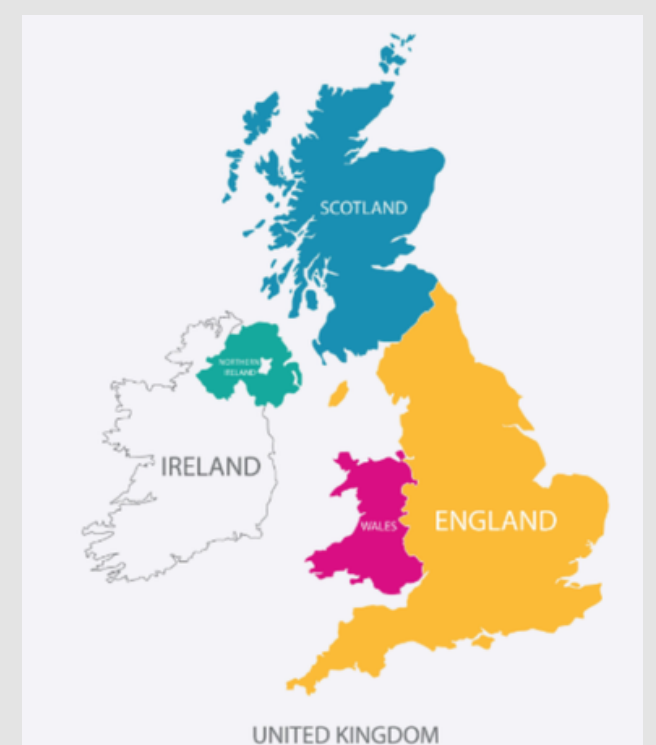 SCOTLAND
NORTHERN
IRELAND
IRELAND
WALES
ENGLAND
UNITED KINGDOM